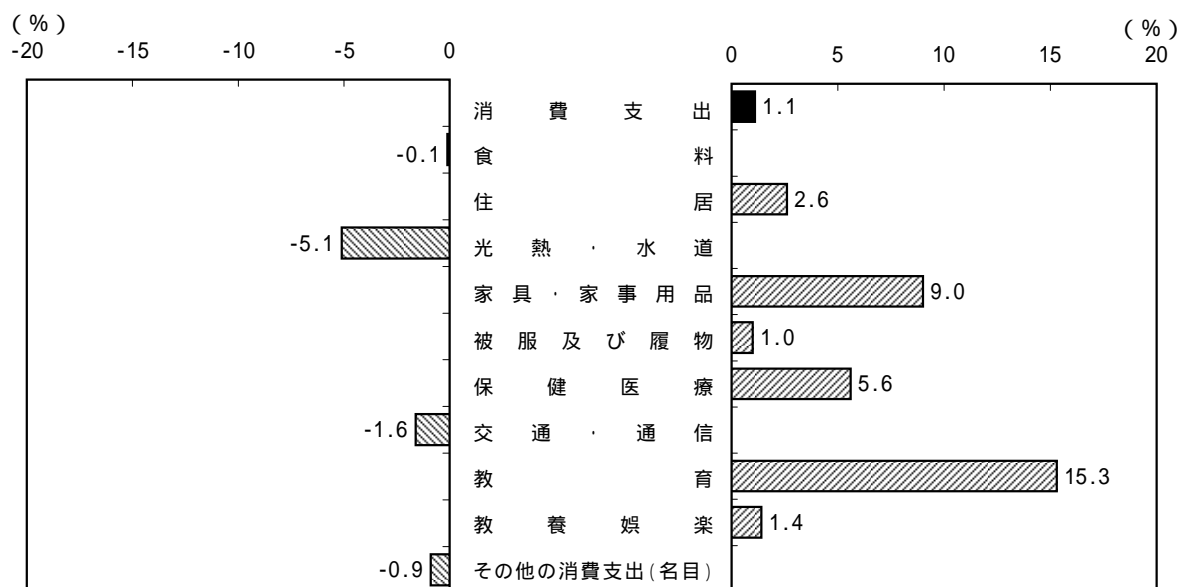 (%) (%)
-20 -15 -10 -5 0 0 5 10 15 20
消費支出 1.1
-0.1 食料
住居 2.6
-5.1 光熱・水道
家具・家事用品 9.0
被服及び履物 1.0
保健医療 5.6
-1.6 交通・通信
教育 15.3
教養娯楽 1.4
-0.9 その他の消費支出(名目)